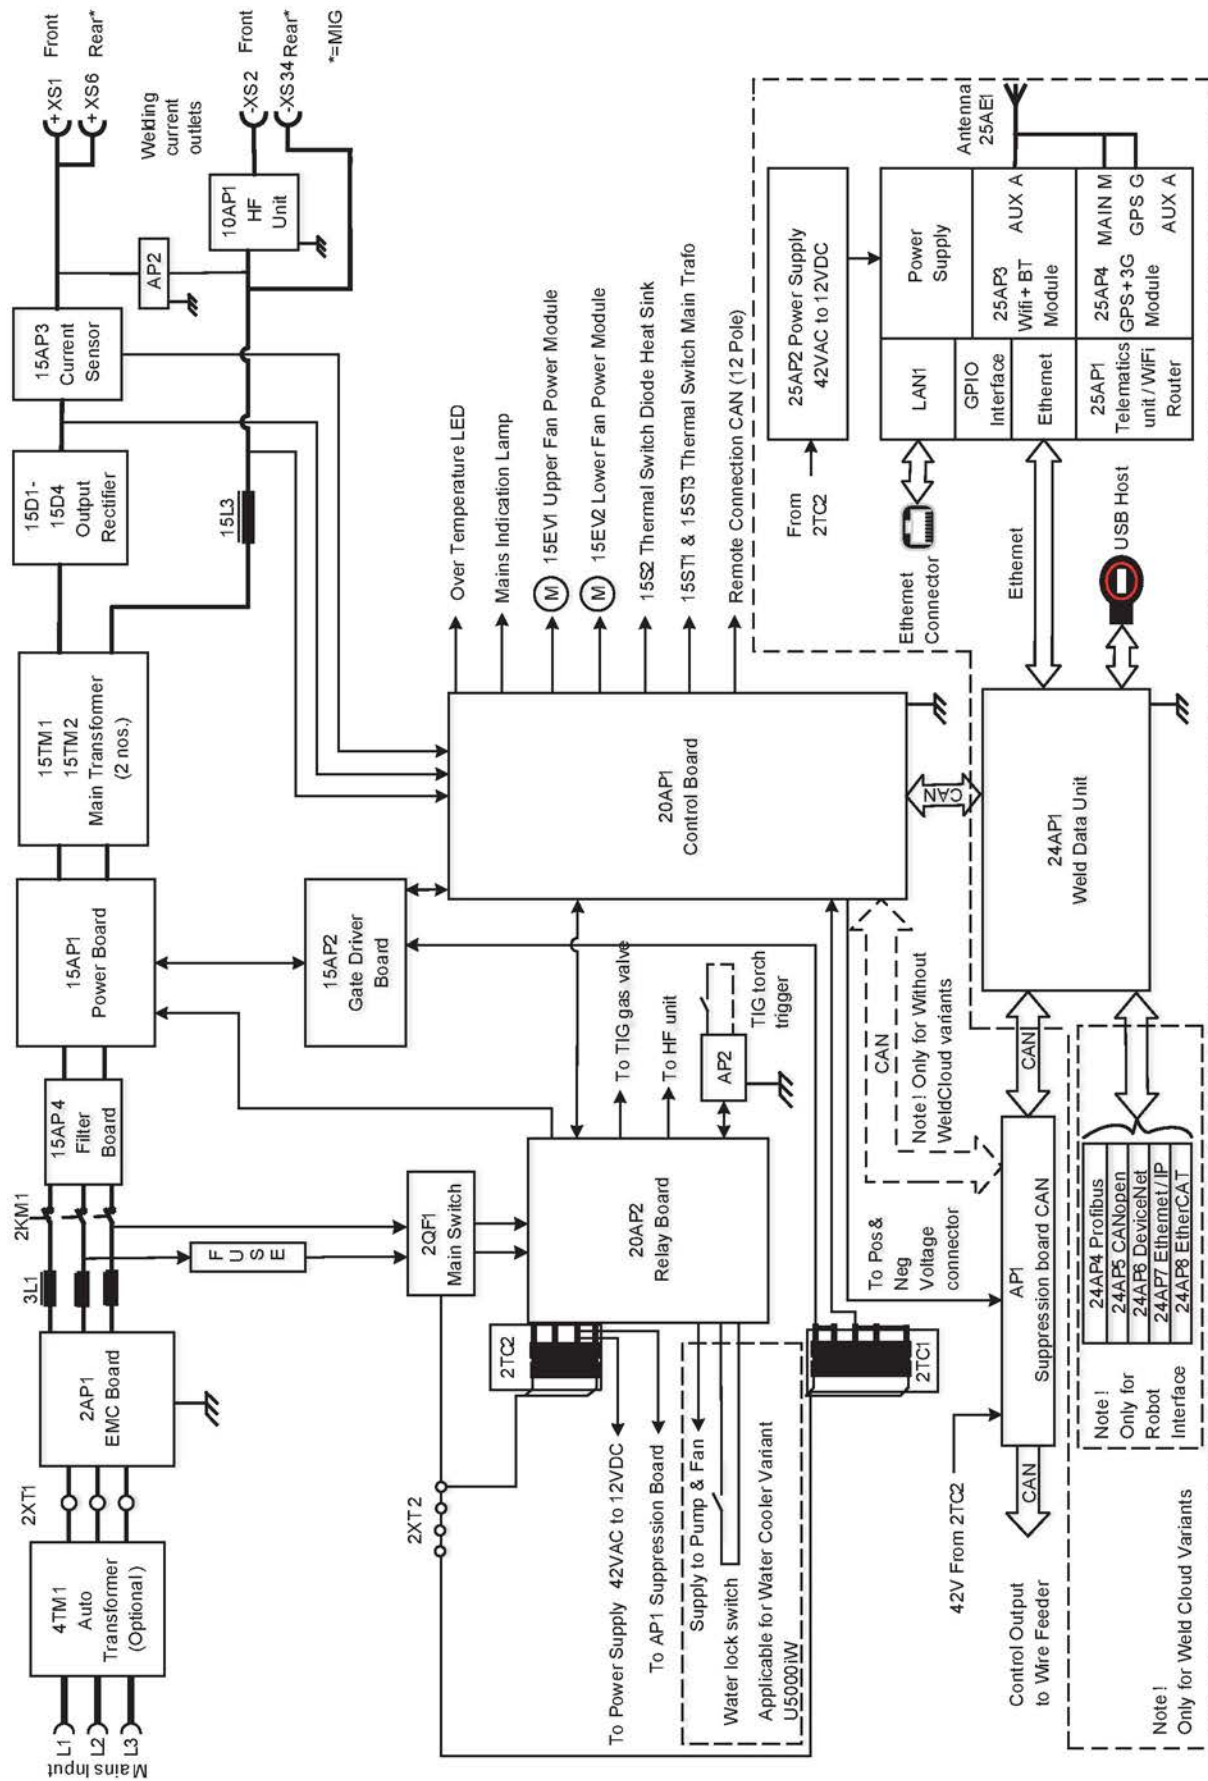 Mains Input
L1
L2
L3
4TM1
Auto
Transformer
(Optional)
2XT1
2AP1
EMC Board
3L1
2KM1
15AP.4
Filter
Board
15AP1
Power Board
15TM1
15TM2
Main Transformer
(2 nos.)
15D1-
15D4
Output
Rectifier
15AP3
Current
Sensor
+XS1 Front
+XS6 Rear*
Welding
current
outlets
-XS2 Front
-XS34 Rear*
*=MIG
AP2
10AP1
HF
Unit
15L3
FUSE
2QF1
Main Switch
15AP2
Gate Driver
Board
20AP2
Relay Board
To TIG gas valve
To HF unit
AP2
TIG torch
trigger
2TC2
2XT2
To Power Supply 42VAC to 12VDC
To AP1 Suppression Board
Supply to Pump & Fan
Water lock switch
Applicable for Water Cooler Variant
U5000iW
2TC1
20AP1
Control Board
Over Temperature LED
Mains Indication Lamp
M
15EV1 Upper Fan Power Module
M
15EV2 Lower Fan Power Module
15S2 Thermal Switch Diode Heat Sink
15ST1 & 15ST3 Thermal Switch Main Trafo
Remote Connection CAN (12 Pole)
To Pos &
Neg
Voltage
connector
CAN
Note! Only for Without
WeldCloud variants
CAN
42V From 2TC2
AP1
Suppression board CAN
CAN
CAN
Control Output
to Wire Feeder
24AP1
Weld Data Unit
Ethernet
USB Host
Ethernet
Connector
From
2TC2
25AP2 Power Supply
42VAC to 12VDC
LAN1
Power
Supply
GPIO
Interface
Ethernet
25AP3
Wifi + BT
Module
AUX A
25AP1
Telematics
unit / WiFi
Router
25AP4
GPS+3G
Module
MAIN M
GPS G
AUX A
Antenna
25AE1
Note!
Only for
Robot
Interface
24AP4 Profibus
24AP5 CANopen
24AP6 DeviceNet
24AP7 Ethernet / IP
24AP8 EtherCAT
Note!
Only for Weld Cloud Variants